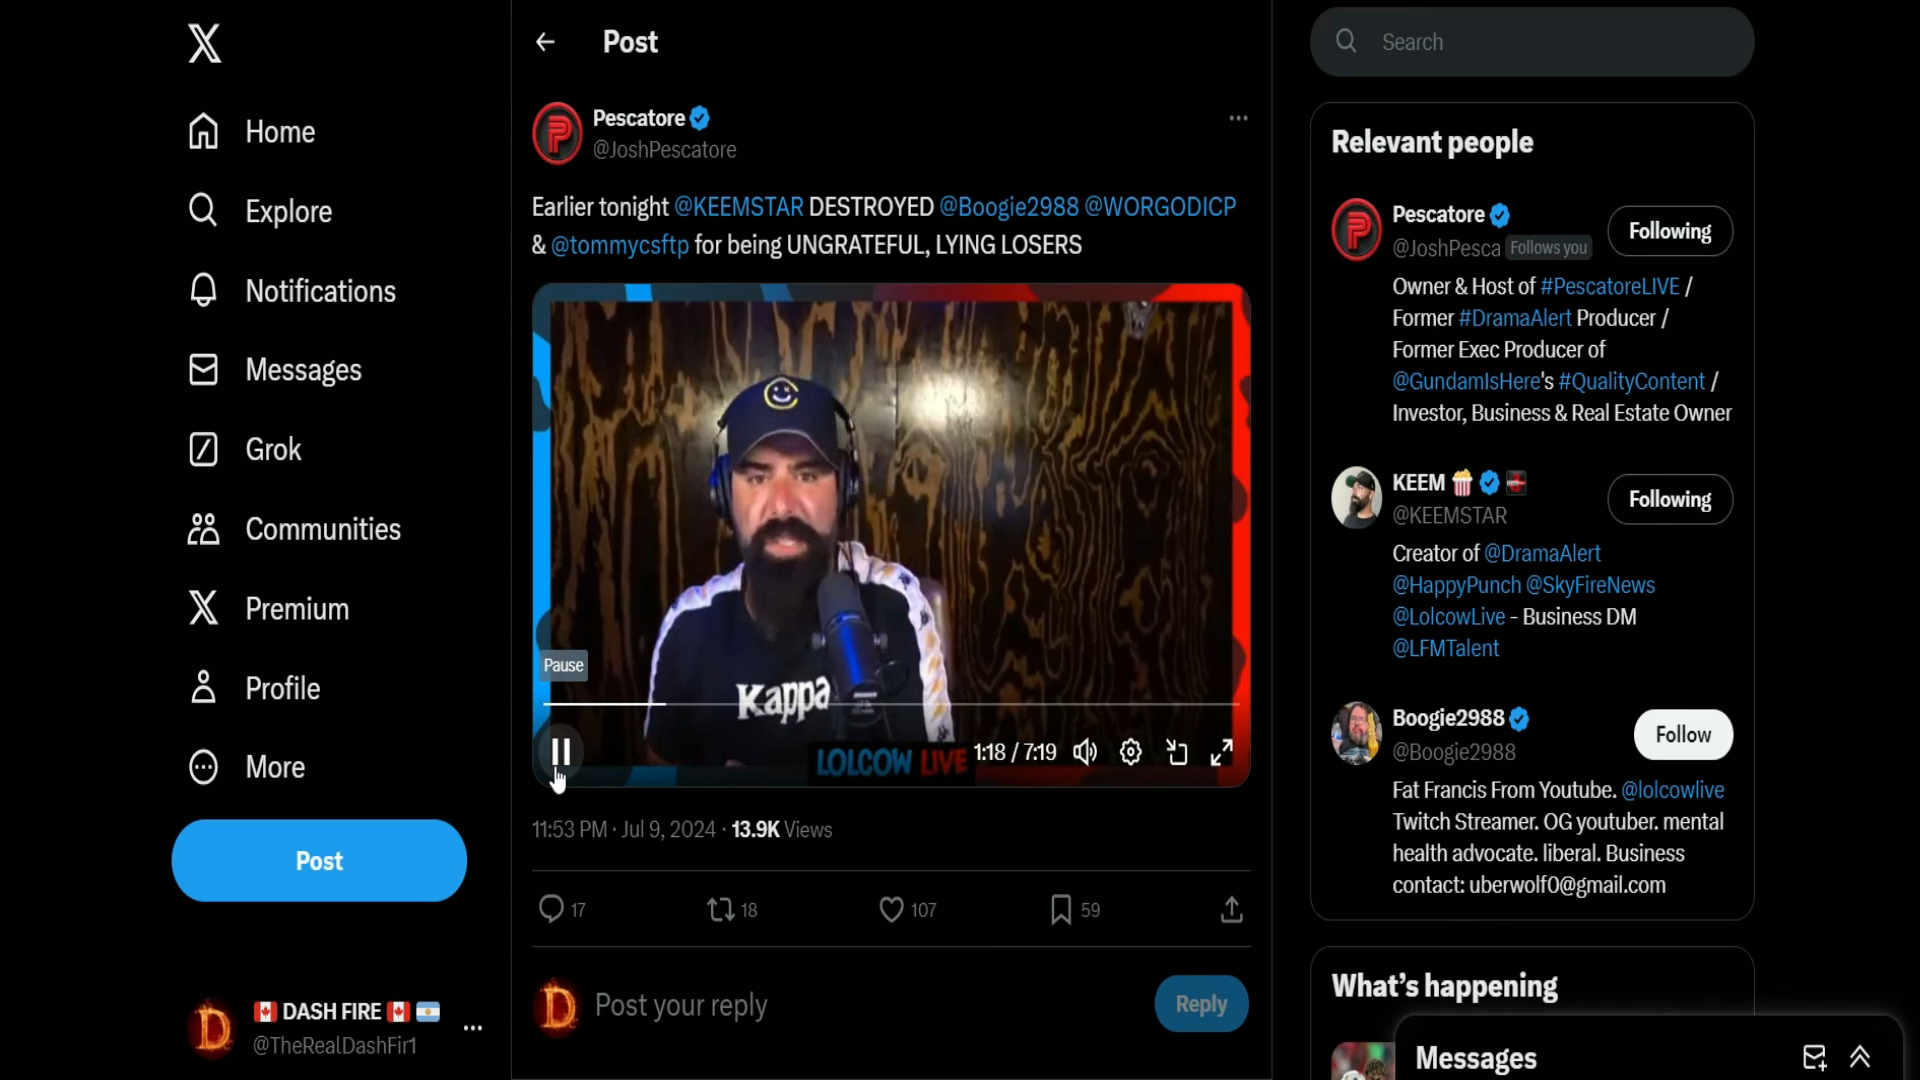 Home
Explore
Notifications
Messages
Grok
Communities
Premium
Profile
More
Post
DASH FIRE
@TheRealDashFir1
Post
Pescatore
@JoshPescatore
Earlier tonight @KEEMSTAR DESTROYED @Boogie2988 @WORGODICP
& @tommycsftp for being UNGRATEFUL, LYING LOSERS
Pause
Kappa
LOLCOW LIVE
1:18 / 7:19
11:53 PM · Jul 9, 2024 · 13.9K Views
17
18
107
59
Post your reply
Reply
Search
Relevant people
Pescatore
Following
@JoshPesca Follows you
Owner & Host of #PescatoreLIVE /
Former #DramaAlert Producer /
Former Exec Producer of
@GundamIsHere's #QualityContent /
Investor, Business & Real Estate Owner
KEEM
Following
@KEEMSTAR
Creator of @DramaAlert
@HappyPunch @SkyFireNews
@LolcowLive - Business DM
@LFMTalent
Boogie2988
Follow
@Boogie2988
Fat Francis From Youtube. @lolcowlive
Twitch Streamer. OG youtuber. mental
health advocate. liberal. Business
contact: uberwolf0@gmail.com
What's happening
Messages